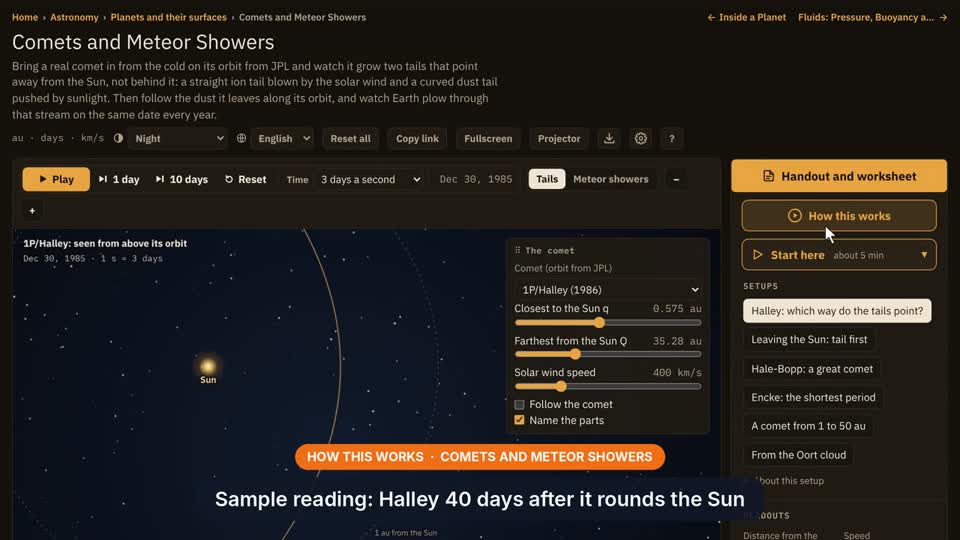 Home › Astronomy › Planets and their surfaces › Comets and Meteor Showers
← Inside a Planet Fluids: Pressure, Buoyancy a... →
Comets and Meteor Showers
Bring a real comet in from the cold on its orbit from JPL and watch it grow two tails that point
away from the Sun, not behind it: a straight ion tail blown by the solar wind and a curved dust tail
pushed by sunlight. Then follow the dust it leaves along its orbit, and watch Earth plow through
that stream on the same date every year.
au · days · km/s Night English Reset all Copy link Fullscreen Projector ?
Play 1 day 10 days Reset Time 3 days a second Dec 30, 1985 Tails Meteor showers −
+
1P/Halley: seen from above its orbit
Dec 30, 1985 · 1 s = 3 days
Sun
1 au from the Sun
The comet
Comet (orbit from JPL)
1P/Halley (1986)
Closest to the Sun q 0.575 au
Farthest from the Sun Q 35.28 au
Solar wind speed 400 km/s
Follow the comet
Name the parts
Handout and worksheet
How this works
Start here about 5 min
SETUPS
Halley: which way do the tails point?
Leaving the Sun: tail first
Hale-Bopp: a great comet
Encke: the shortest period
A comet from 1 to 50 au
From the Oort cloud
About this setup
Distance from the Speed
HOW THIS WORKS · COMETS AND METEOR SHOWERS
Sample reading: Halley 40 days after it rounds the Sun